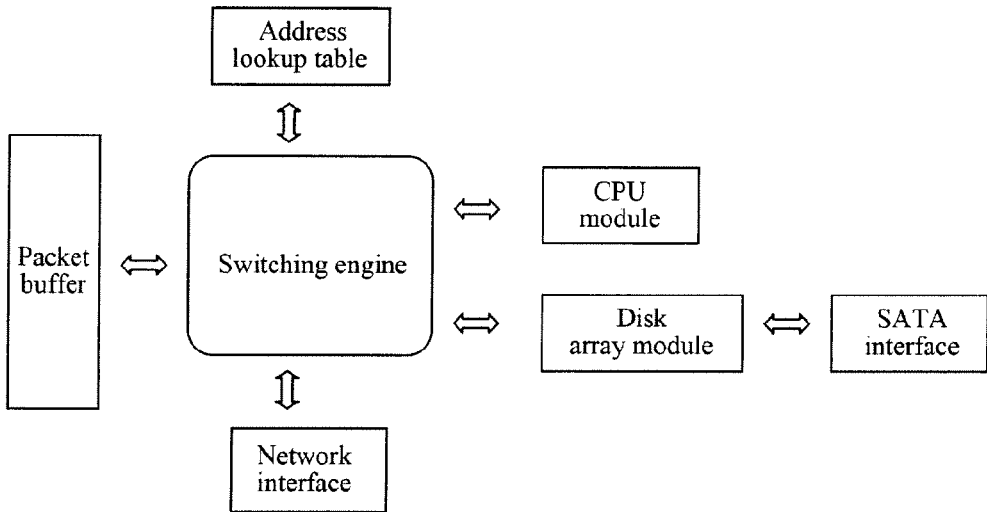 Address
lookup table
CPU
module
Packet
buffer
Switching engine
Disk
array module
SATA
interface
Network
interface